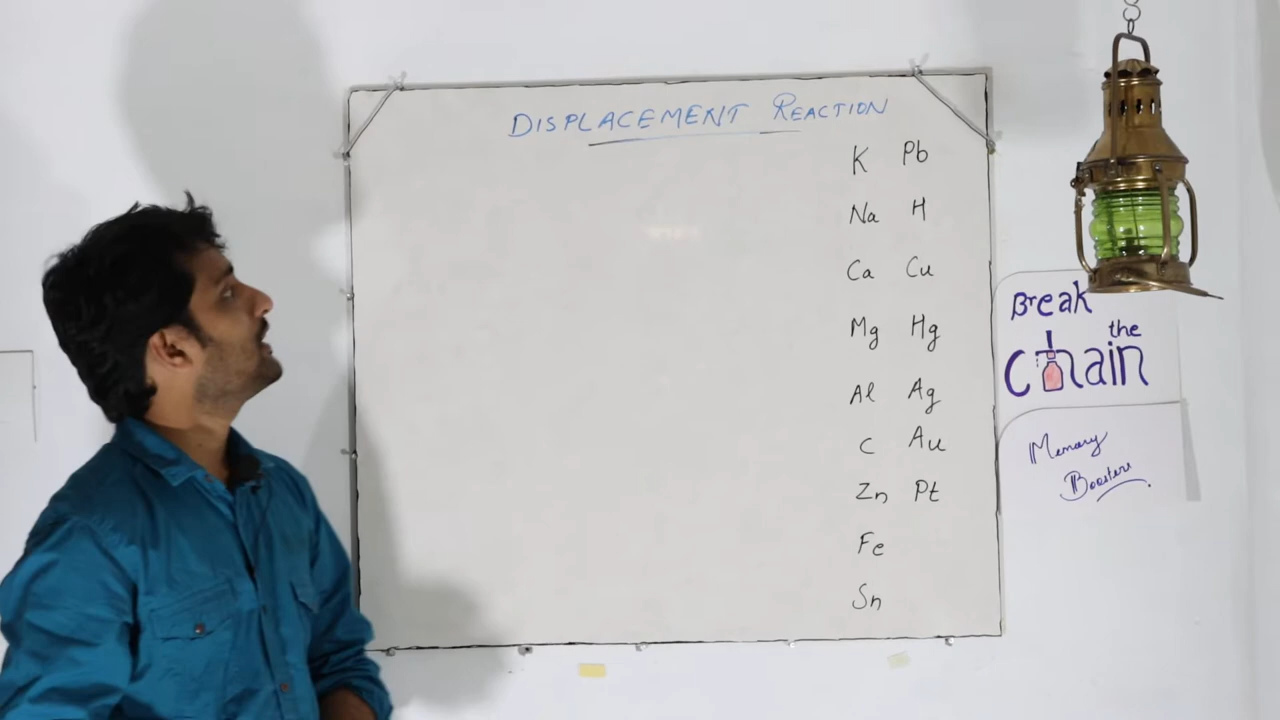 DISPLACEMENT REACTION
K Pb
Na H
Ca Cu
Mg Hg
Al Ag
C Au
Zn Pt
Fe
Sn
Break
the
Chain
Memory
Boosters